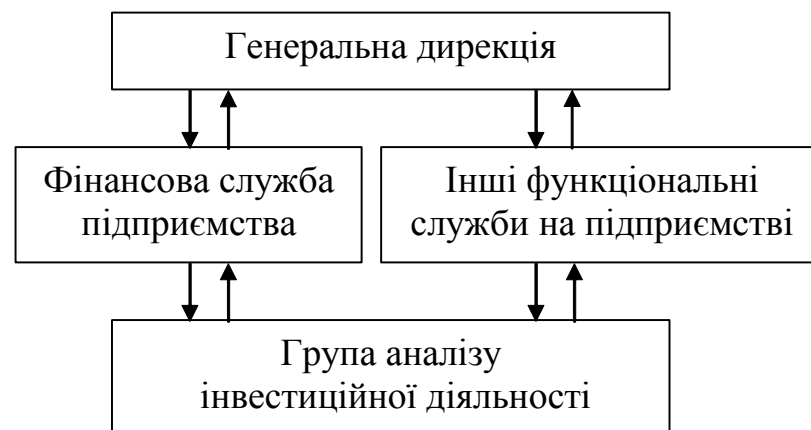 Генеральна дирекція
Фінансова служба
підприємства
Інші функціональні
служби на підприємстві
Група аналізу
інвестиційної діяльності